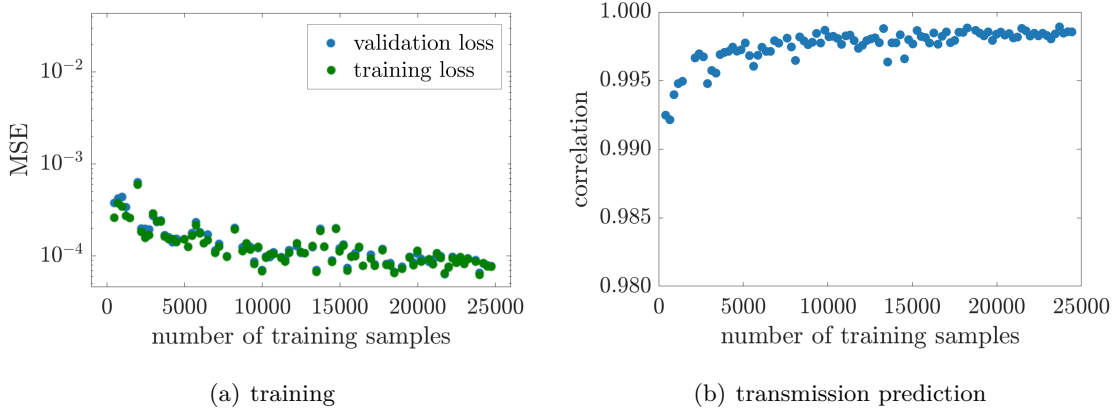 validation loss
training loss
MSE
10⁻²
10⁻³
10⁻⁴
0
5000
10000
15000
20000
25000
number of training samples
(a) training
correlation
1.000
0.995
0.990
0.985
0.980
0
5000
10000
15000
20000
25000
number of training samples
(b) transmission prediction